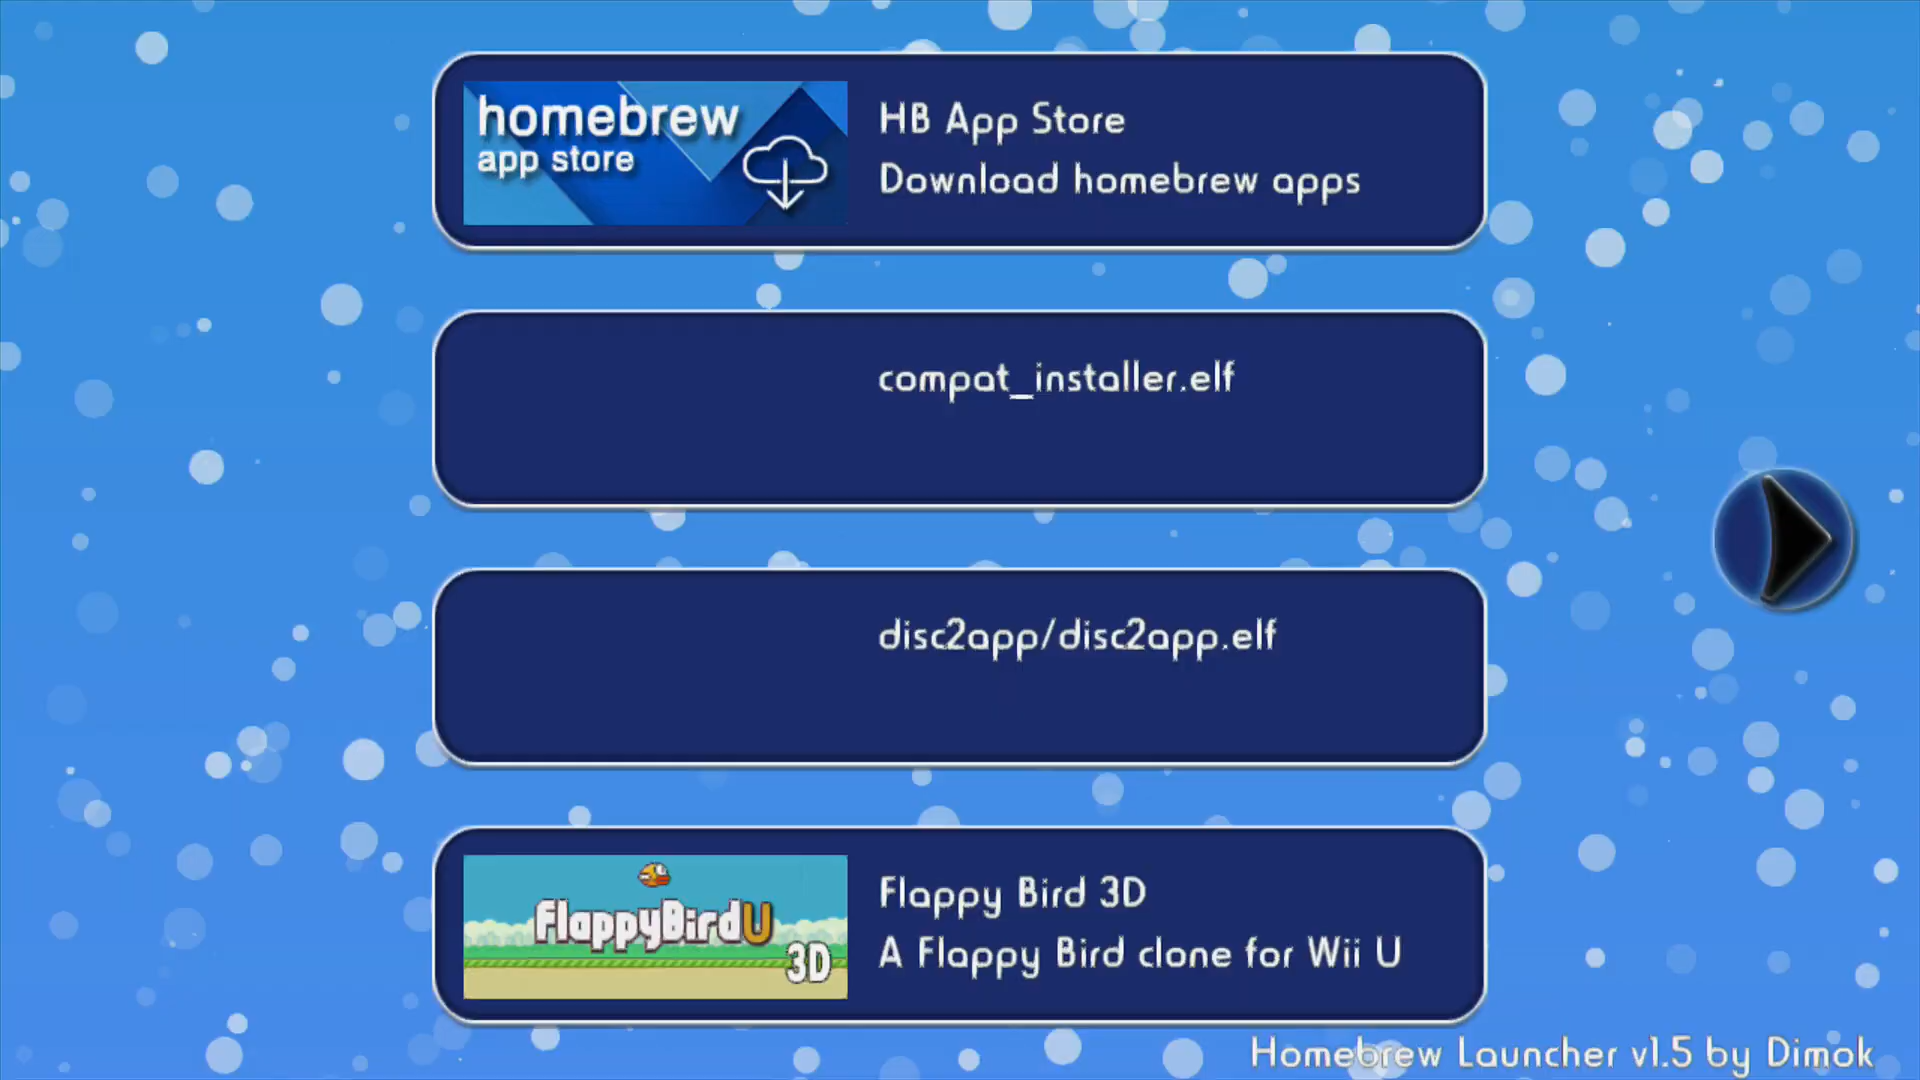 homebrew
app store
HB App Store
Download homebrew apps
compat_installer.elf
disc2app/disc2app.elf
FlappyBirdU
3D
Flappy Bird 3D
A Flappy Bird clone for Wii U
Homebrew Launcher v1.5 by Dimok